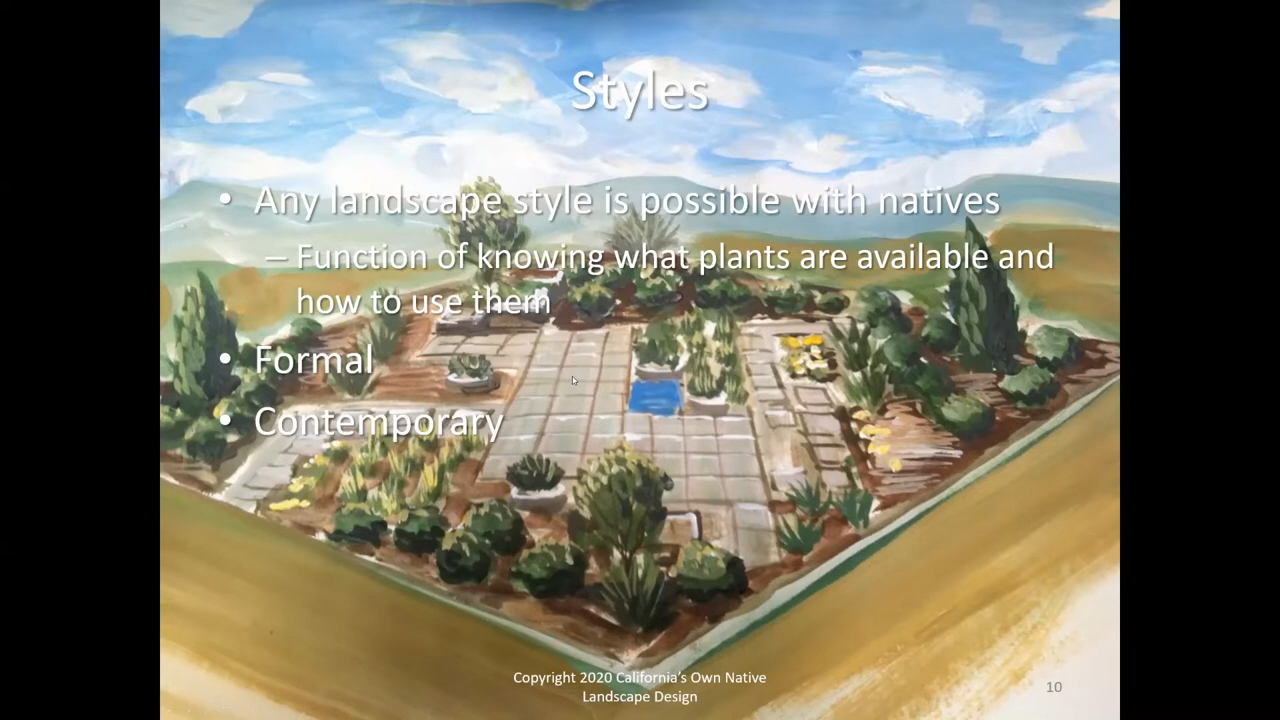 Styles
• Any landscape style is possible with natives
– Function of knowing what plants are available and
how to use them
• Formal
• Contemporary
Copyright 2020 California's Own Native
Landscape Design
10